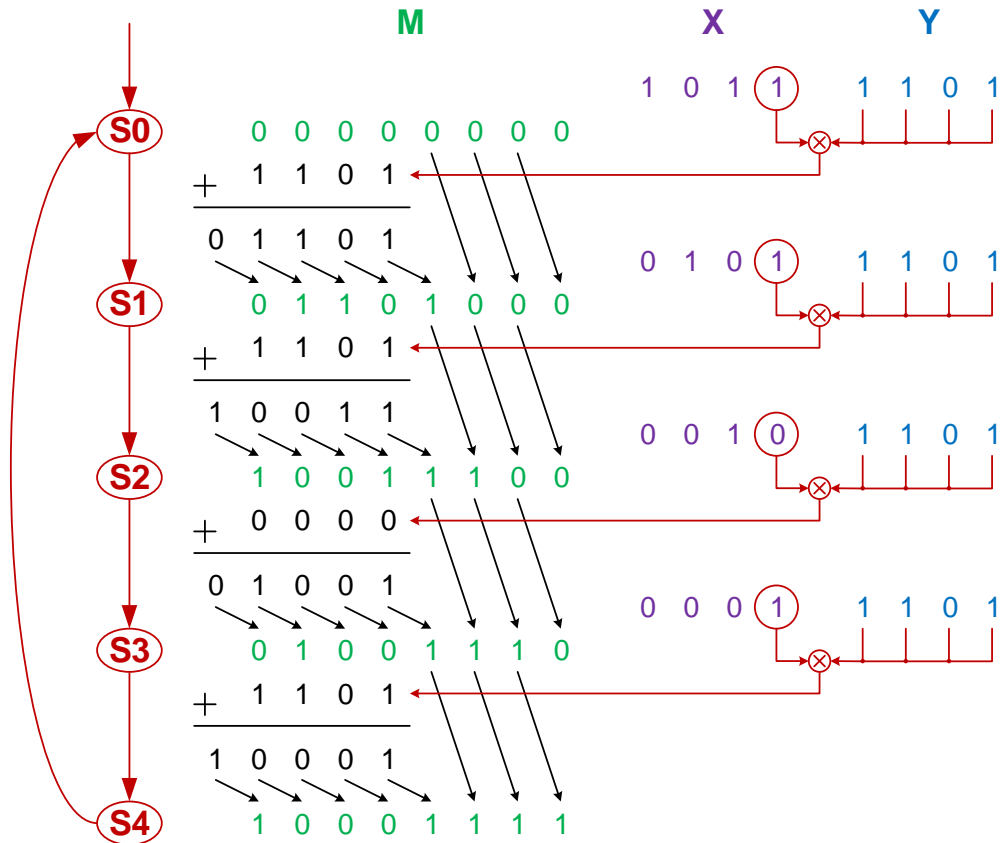 M X Y
1 0 1 1 1 1 0 1
S0 0 0 0 0 0 0 0 0
+ 1 1 0 1
0 1 1 0 1
0 1 0 1 1 1 0 1
S1 0 1 1 0 1 0 0 0
+ 1 1 0 1
1 0 0 1 1
0 0 1 0 1 1 0 1
S2 1 0 0 1 1 1 0 0
+ 0 0 0 0
0 1 0 0 1
0 0 0 1 1 1 0 1
S3 0 1 0 0 1 1 1 0
+ 1 1 0 1
1 0 0 0 1
S4 1 0 0 0 1 1 1 1